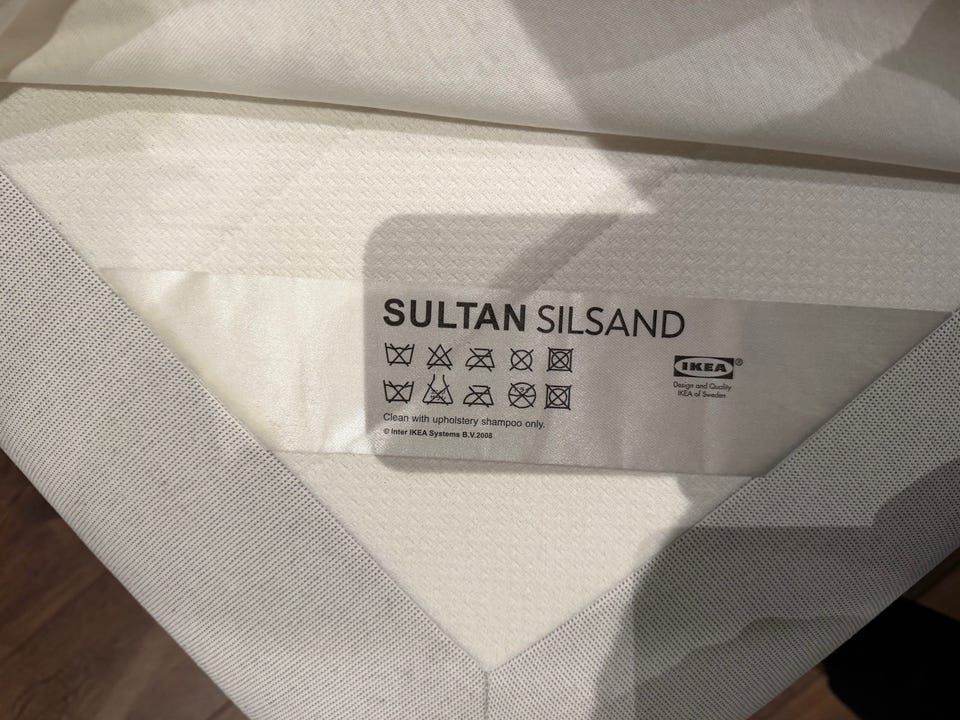 SULTAN SILSAND
IKEA®
Design and Quality
IKEA of Sweden
Clean with upholstery shampoo only.
© Inter IKEA Systems B.V.2008